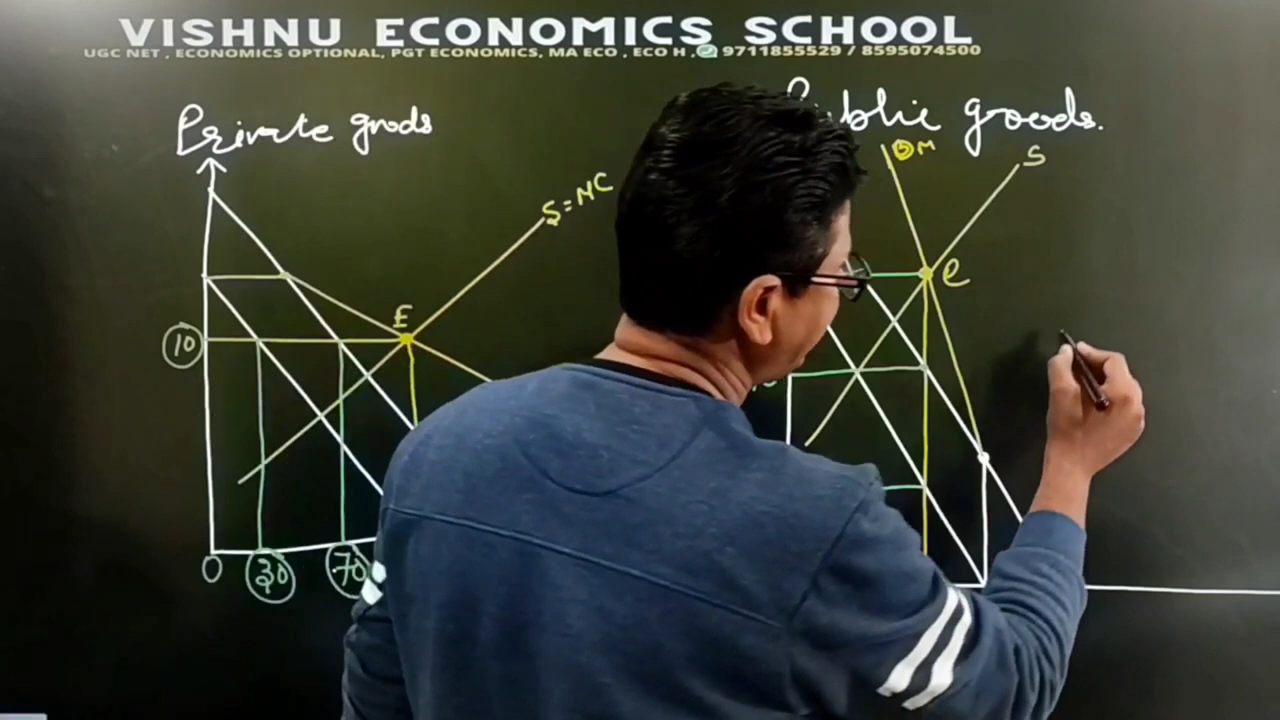 VISHNU ECONOMICS SCHOOL
UGC NET , ECONOMICS OPTIONAL, PGT ECONOMICS, MA ECO , ECO H , 9711855529 / 8595074500
Private goods
Public goods.
S=MC
E
10
0
30
70
DM
S
e